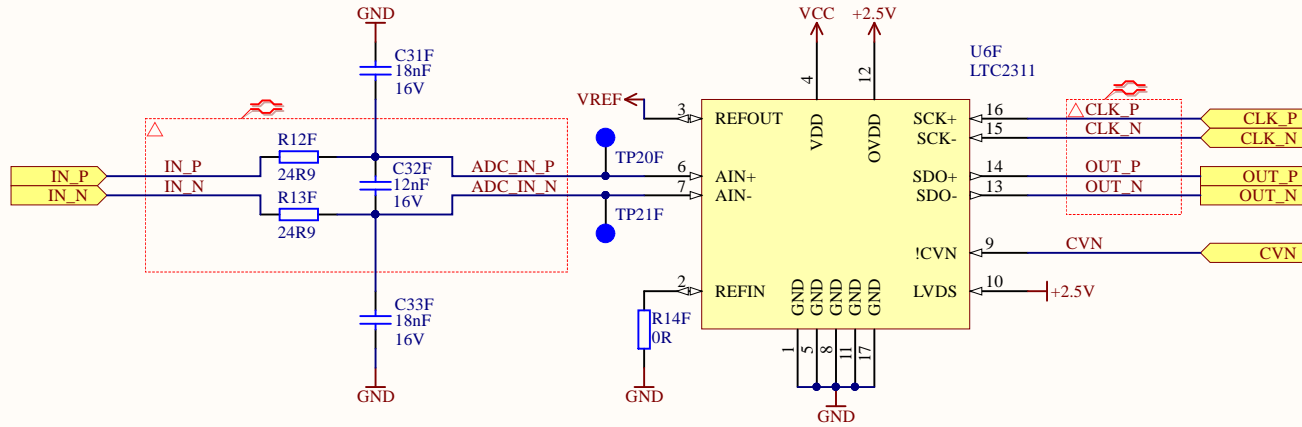 GND
C31F
18nF
16V
VCC
+2.5V
U6F
LTC2311
4
12
VREF
3
REFOUT
VDD
OVDD
SCK+
16
CLK_P
CLK_P
SCK-
15
CLK_N
CLK_N
R12F
24R9
IN_P
IN_P
C32F
12nF
16V
ADC_IN_P
TP20F
6
AIN+
SDO+
14
OUT_P
OUT_P
IN_N
IN_N
R13F
24R9
ADC_IN_N
TP21F
7
AIN-
SDO-
13
OUT_N
OUT_N
!CVN
9
CVN
CVN
C33F
18nF
16V
2
REFIN
R14F
0R
GND
GND
GND
GND
GND
LVDS
10
+2.5V
1
5
8
11
17
GND
GND
GND